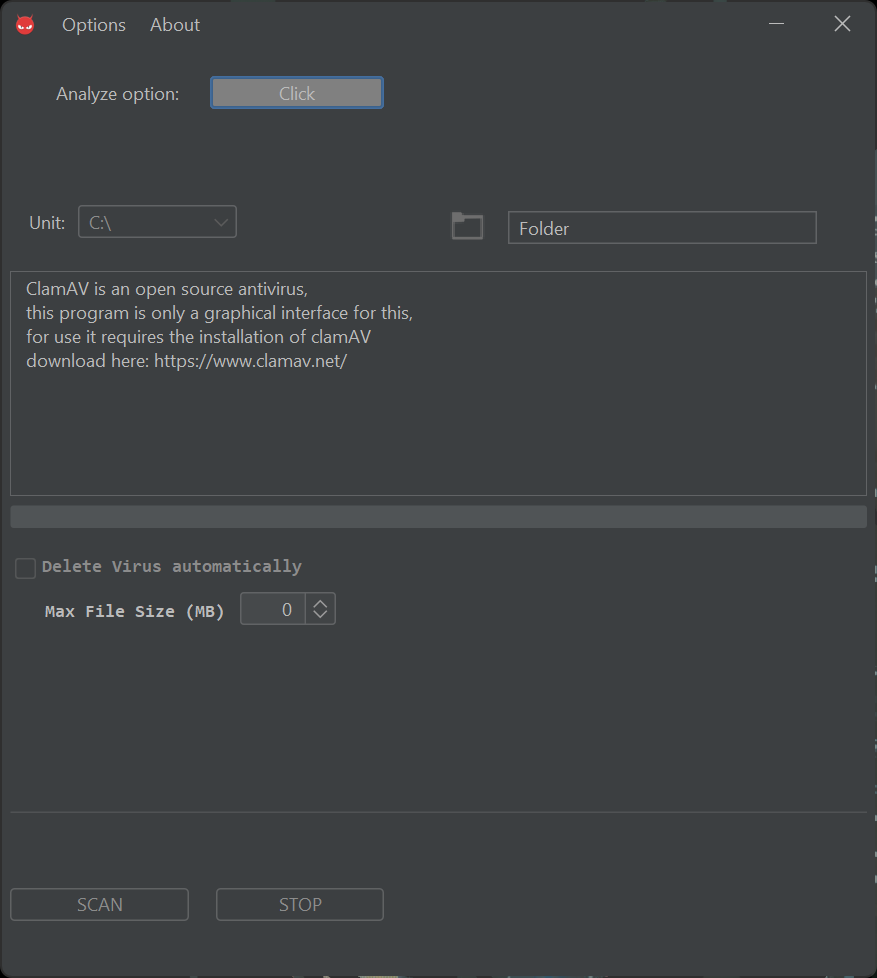 Options About
Analyze option: Click
Unit: C:\ Folder
ClamAV is an open source antivirus,
this program is only a graphical interface for this,
for use it requires the installation of clamAV
download here: https://www.clamav.net/
Delete Virus automatically
Max File Size (MB) 0
SCAN STOP